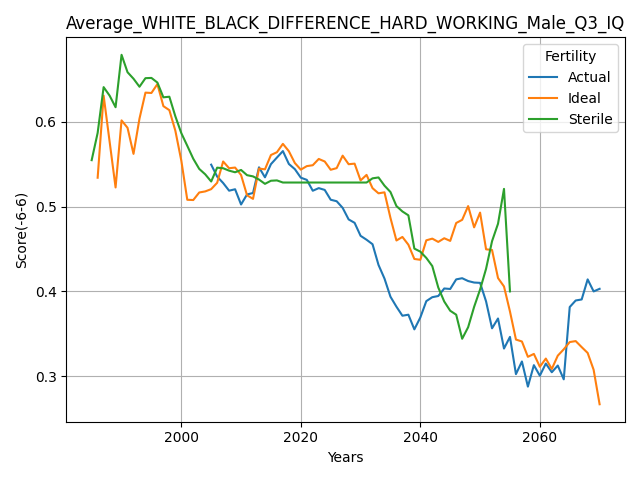 Average_WHITE_BLACK_DIFFERENCE_HARD_WORKING_Male_Q3_IQ
Fertility
Actual
Ideal
Sterile
0.6
0.5
0.4
0.3
Score(-6-6)
2000
2020
2040
2060
Years